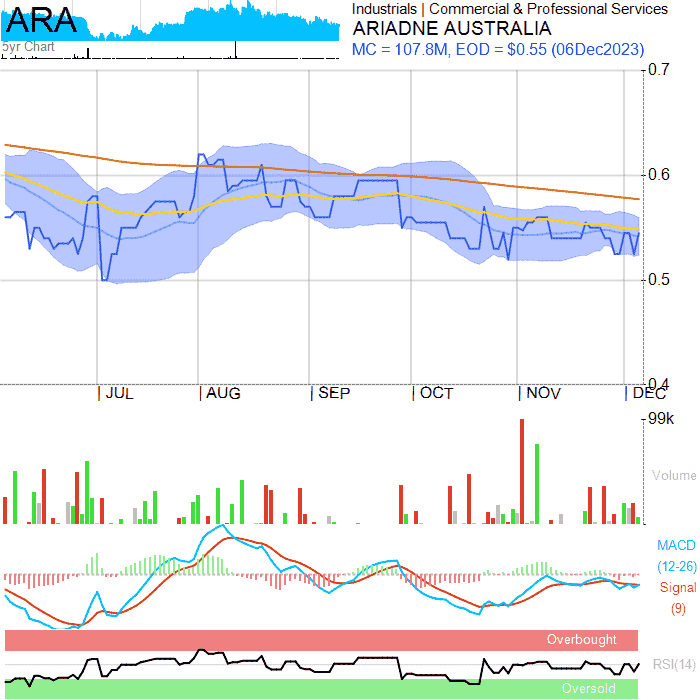 ARA
5yr Chart
Industrials | Commercial & Professional Services
ARIADNE AUSTRALIA
MC = 107.8M, EOD = $0.55 (06Dec2023)
0.7
0.6
0.5
0.4
JUL AUG SEP OCT NOV DEC
99k
Volume
MACD
(12-26)
Signal
(9)
Overbought
RSI(14)
Oversold